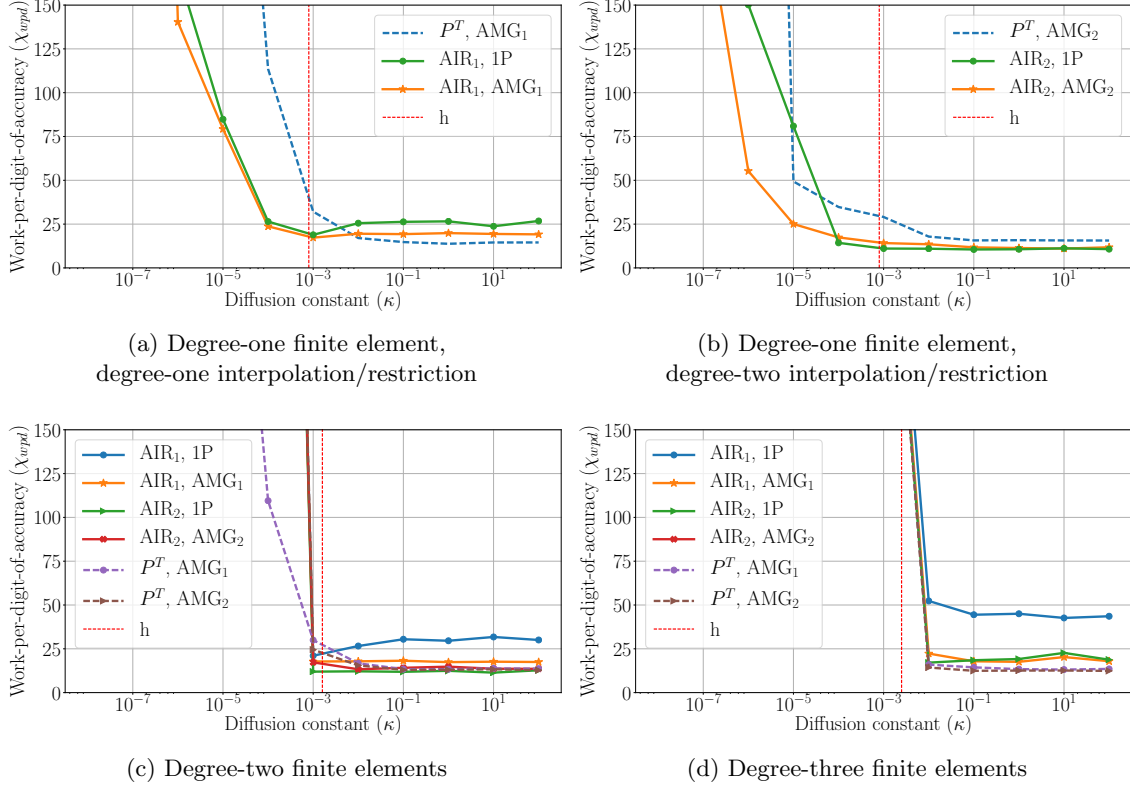 Work-per-digit-of-accuracy (χwpd)
150
125
100
75
50
25
0
10⁻⁷
10⁻⁵
10⁻³
10⁻¹
10¹
Diffusion constant (κ)
Pᵀ, AMG₁
AIR₁, 1P
AIR₁, AMG₁
h
(a) Degree-one finite element,
degree-one interpolation/restriction
Work-per-digit-of-accuracy (χwpd)
150
125
100
75
50
25
0
10⁻⁷
10⁻⁵
10⁻³
10⁻¹
10¹
Diffusion constant (κ)
Pᵀ, AMG₂
AIR₂, 1P
AIR₂, AMG₂
h
(b) Degree-one finite element,
degree-two interpolation/restriction
Work-per-digit-of-accuracy (χwpd)
150
125
100
75
50
25
0
10⁻⁷
10⁻⁵
10⁻³
10⁻¹
10¹
Diffusion constant (κ)
AIR₁, 1P
AIR₁, AMG₁
AIR₂, 1P
AIR₂, AMG₂
Pᵀ, AMG₁
Pᵀ, AMG₂
h
(c) Degree-two finite elements
Work-per-digit-of-accuracy (χwpd)
150
125
100
75
50
25
0
10⁻⁷
10⁻⁵
10⁻³
10⁻¹
10¹
Diffusion constant (κ)
AIR₁, 1P
AIR₁, AMG₁
AIR₂, 1P
AIR₂, AMG₂
Pᵀ, AMG₁
Pᵀ, AMG₂
h
(d) Degree-three finite elements